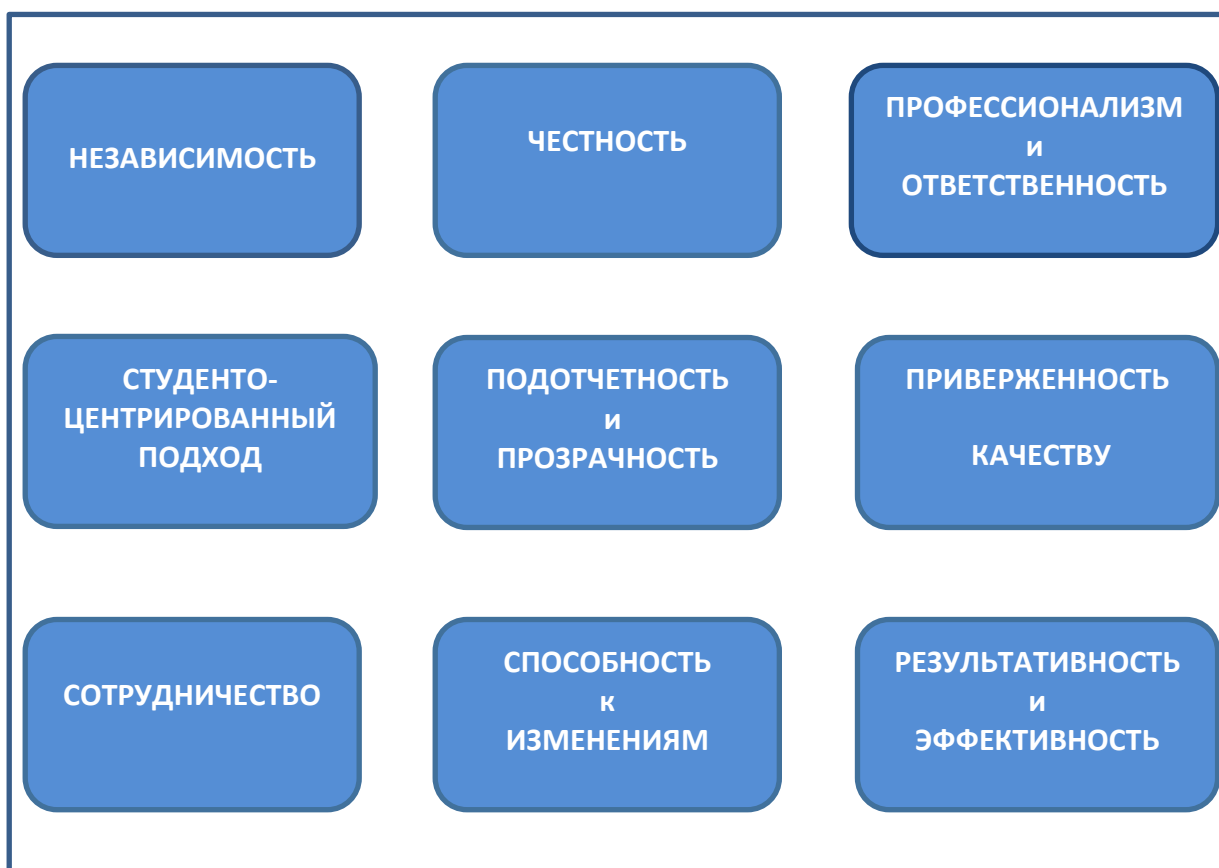 НЕЗАВИСИМОСТЬ
ЧЕСТНОСТЬ
ПРОФЕССИОНАЛИЗМ
и
ОТВЕТСТВЕННОСТЬ
СТУДЕНТО-
ЦЕНТРИРОВАННЫЙ
ПОДХОД
ПОДОТЧЕТНОСТЬ
и
ПРОЗРАЧНОСТЬ
ПРИВЕРЖЕННОСТЬ
КАЧЕСТВУ
СОТРУДНИЧЕСТВО
СПОСОБНОСТЬ
к
ИЗМЕНЕНИЯМ
РЕЗУЛЬТАТИВНОСТЬ
и
ЭФФЕКТИВНОСТЬ